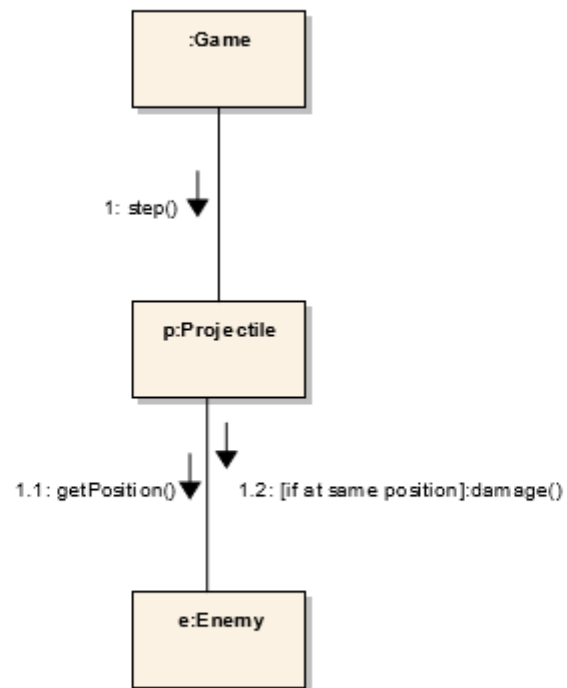 :Game
1: step()
p:Projectile
1.1: getPosition()
1.2: [if at same position]:damage()
e:Enemy